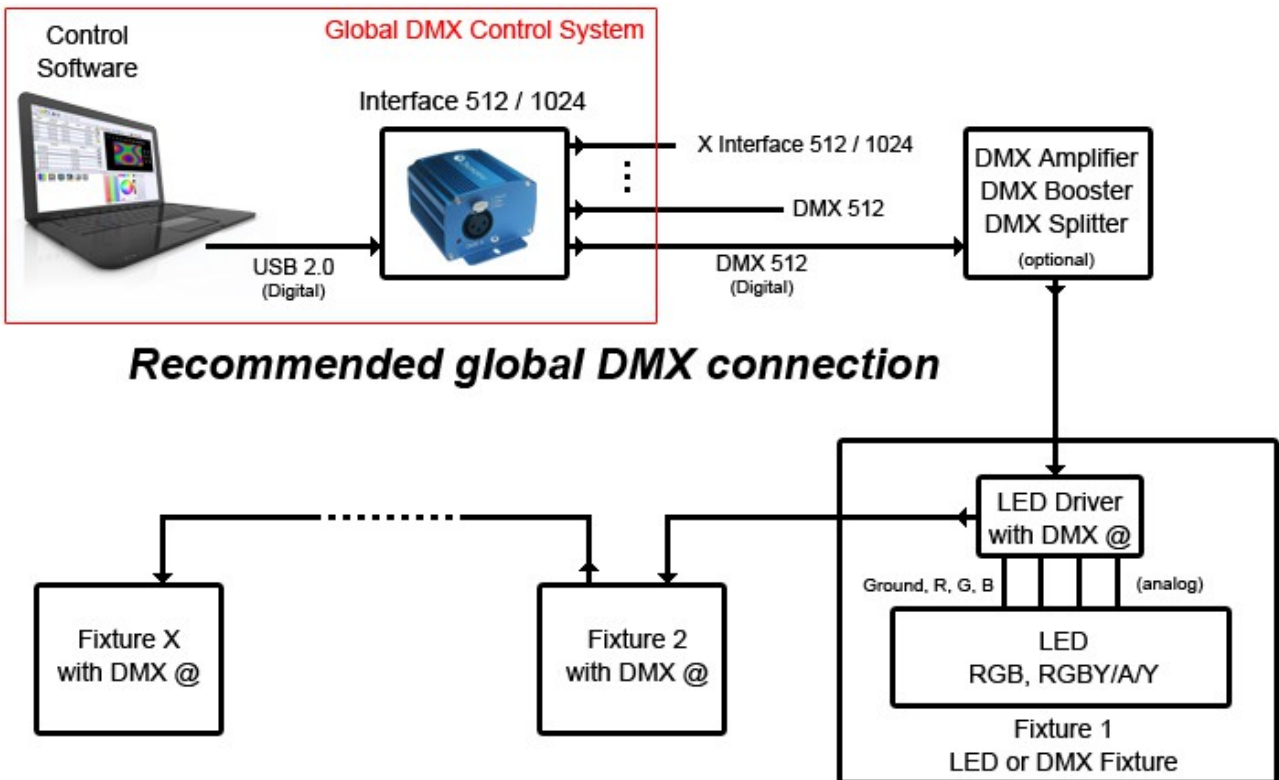 Global DMX Control System
Control
Software
Interface 512 / 1024
X Interface 512 / 1024
DMX 512
USB 2.0
(Digital)
DMX 512
(Digital)
DMX Amplifier
DMX Booster
DMX Splitter
(optional)
Recommended global DMX connection
LED Driver
with DMX @
Ground, R, G, B
(analog)
LED
RGB, RGBY/A/Y
Fixture 1
LED or DMX Fixture
Fixture 2
with DMX @
Fixture X
with DMX @